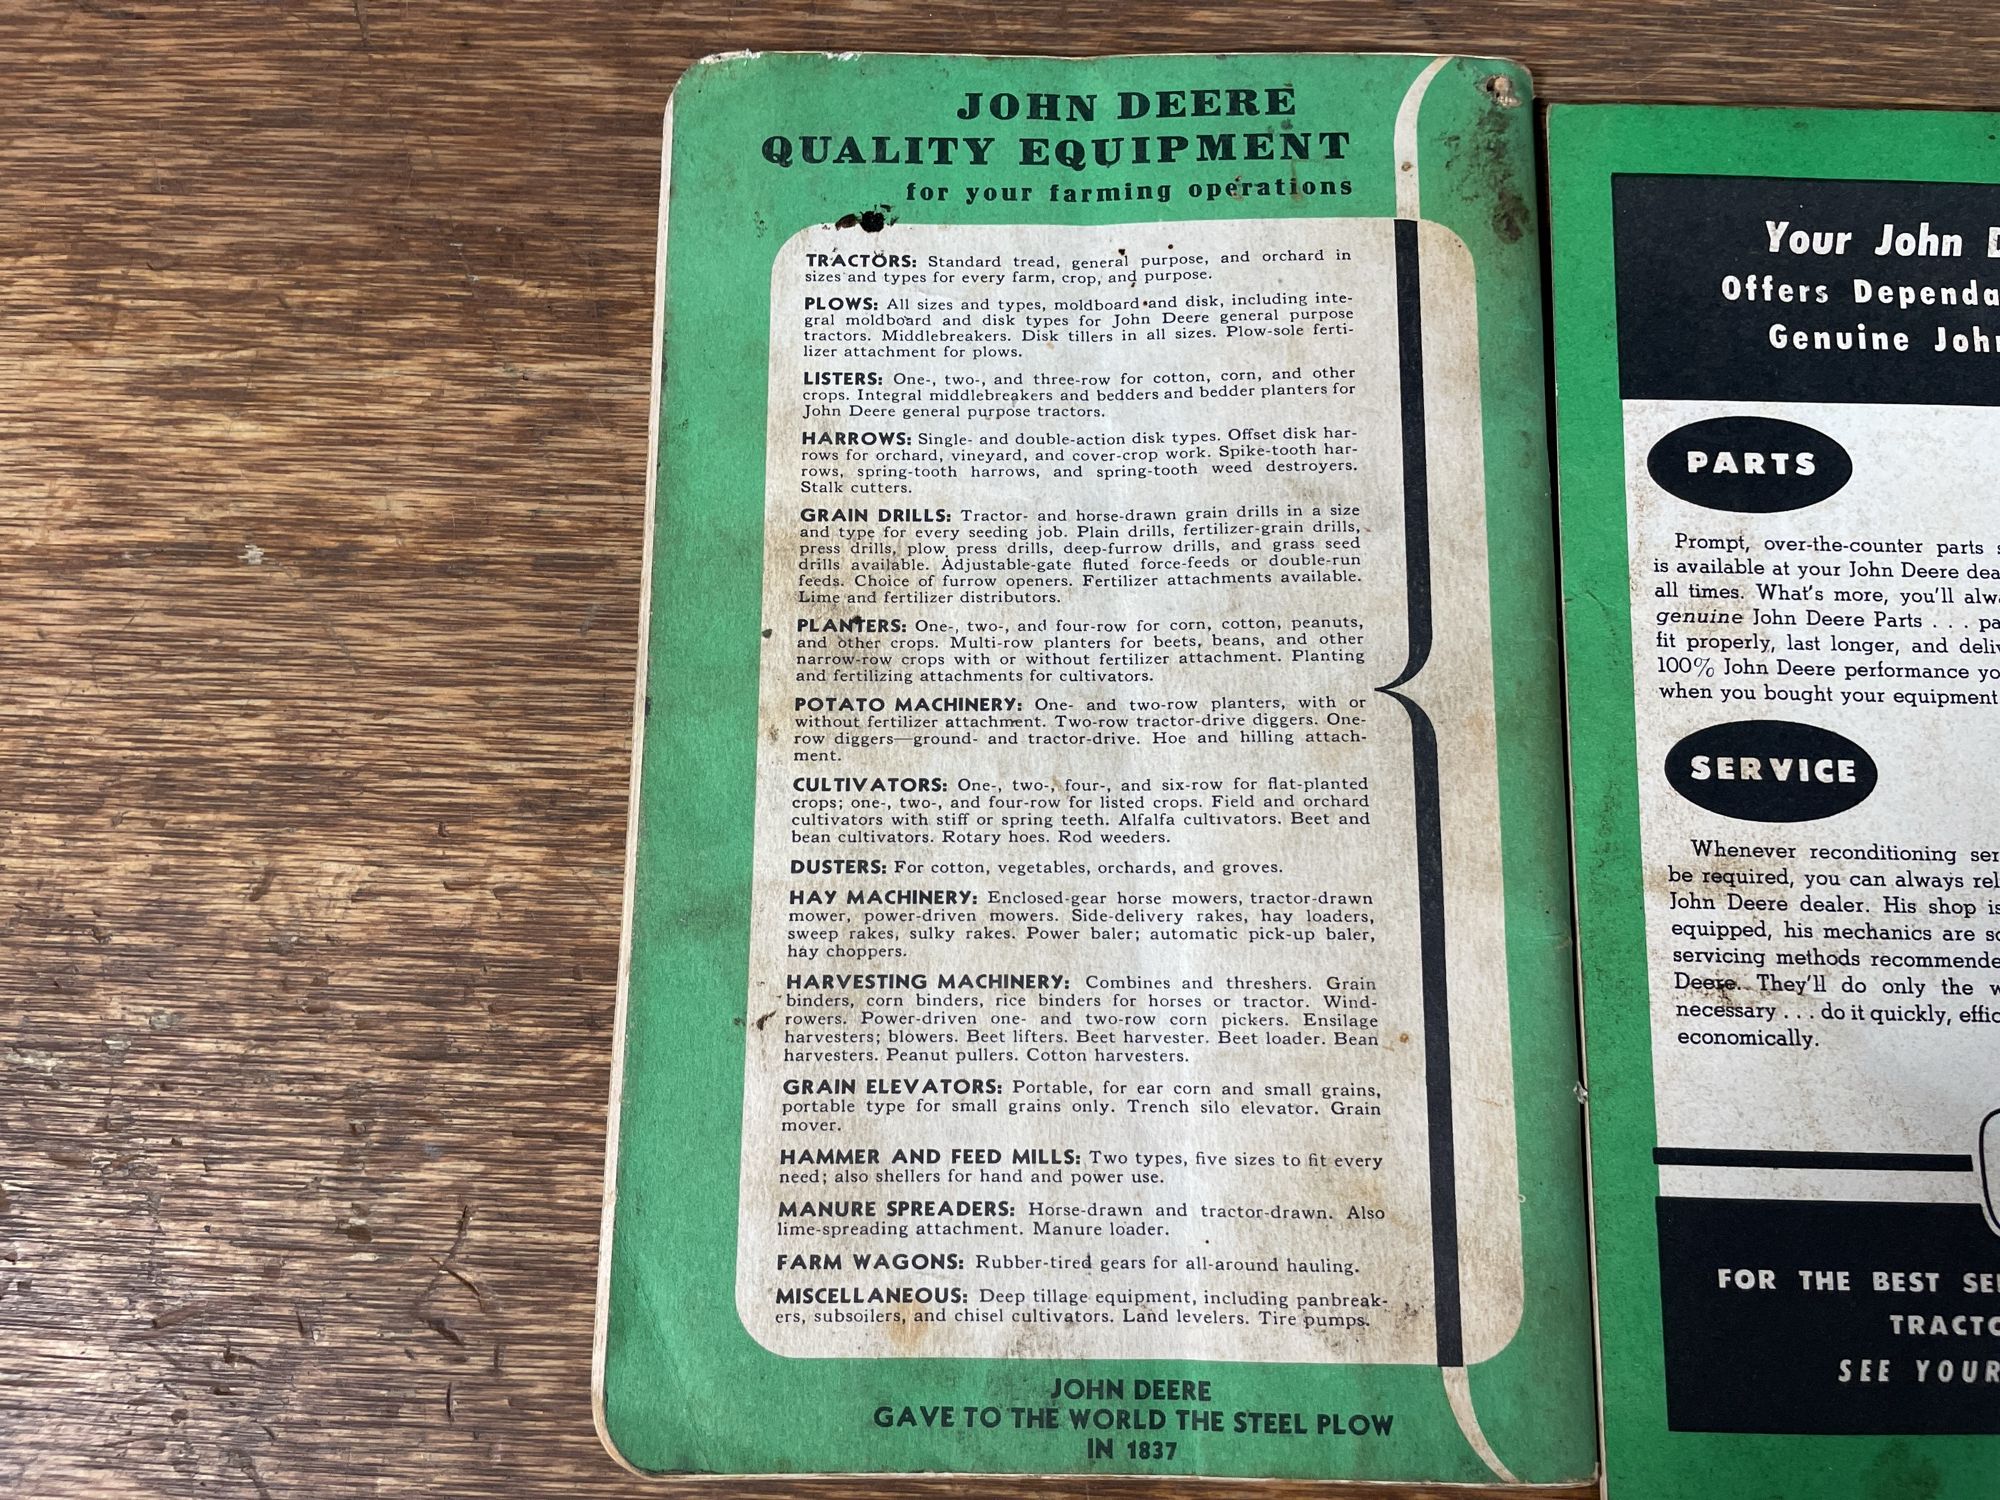 JOHN DEERE
QUALITY EQUIPMENT
for your farming operations
TRACTORS: Standard tread, general purpose, and orchard in
sizes and types for every farm, crop, and purpose.
PLOWS: All sizes and types, moldboard and disk, including inte-
gral moldboard and disk types for John Deere general purpose
tractors. Middlebreakers. Disk tillers in all sizes. Plow-sole ferti-
lizer attachment for plows.
LISTERS: One-, two-, and three-row for cotton, corn, and other
crops. Integral middlebreakers and bedders and bedder planters for
John Deere general purpose tractors.
HARROWS: Single- and double-action disk types. Offset disk har-
rows for orchard, vineyard, and cover-crop work. Spike-tooth har-
rows, spring-tooth harrows, and spring-tooth weed destroyers.
Stalk cutters.
GRAIN DRILLS: Tractor- and horse-drawn grain drills in a size
and type for every seeding job. Plain drills, fertilizer-grain drills,
press drills, plow press drills, deep-furrow drills, and grass seed
drills available. Adjustable-gate fluted force-feeds or double-run
feeds. Choice of furrow openers. Fertilizer attachments available.
Lime and fertilizer distributors.
PLANTERS: One-, two-, and four-row for corn, cotton, peanuts,
and other crops. Multi-row planters for beets, beans, and other
narrow-row crops with or without fertilizer attachment. Planting
and fertilizing attachments for cultivators.
POTATO MACHINERY: One- and two-row planters, with or
without fertilizer attachment. Two-row tractor-drive diggers. One-
row diggers—ground- and tractor-drive. Hoe and hilling attach-
ment.
CULTIVATORS: One-, two-, four-, and six-row for flat-planted
crops; one-, two-, and four-row for listed crops. Field and orchard
cultivators with stiff or spring teeth. Alfalfa cultivators. Beet and
bean cultivators. Rotary hoes. Rod weeders.
DUSTERS: For cotton, vegetables, orchards, and groves.
HAY MACHINERY: Enclosed-gear horse mowers, tractor-drawn
mower, power-driven mowers. Side-delivery rakes, hay loaders,
sweep rakes, sulky rakes. Power baler; automatic pick-up baler,
hay choppers.
HARVESTING MACHINERY: Combines and threshers. Grain
binders, corn binders, rice binders for horses or tractor. Wind-
rowers. Power-driven one- and two-row corn pickers. Ensilage
harvesters; blowers. Beet lifters. Beet harvester. Beet loader. Bean
harvesters. Peanut pullers. Cotton harvesters.
GRAIN ELEVATORS: Portable, for ear corn and small grains,
portable type for small grains only. Trench silo elevator. Grain
mover.
HAMMER AND FEED MILLS: Two types, five sizes to fit every
need; also shellers for hand and power use.
MANURE SPREADERS: Horse-drawn and tractor-drawn. Also
lime-spreading attachment. Manure loader.
FARM WAGONS: Rubber-tired gears for all-around hauling.
MISCELLANEOUS: Deep tillage equipment, including panbreak-
ers, subsoilers, and chisel cultivators. Land levelers. Tire pumps.
JOHN DEERE
GAVE TO THE WORLD THE STEEL PLOW
IN 1837
Your John
Offers
Genuine
PARTS
Prompt, over-the-counter parts
is available at your John Deere
all times. What's more, you'll
genuine John Deere Parts . . .
fit properly, last longer, and
100% John Deere performance
when you bought your equipment
SERVICE
Whenever reconditioning
be required, you can always
John Deere dealer. His shop
equipped, his mechanics are
servicing methods
Deere. They'll do only the
necessary . . . do it quickly,
economically.
FOR THE BEST
SEE YOUR